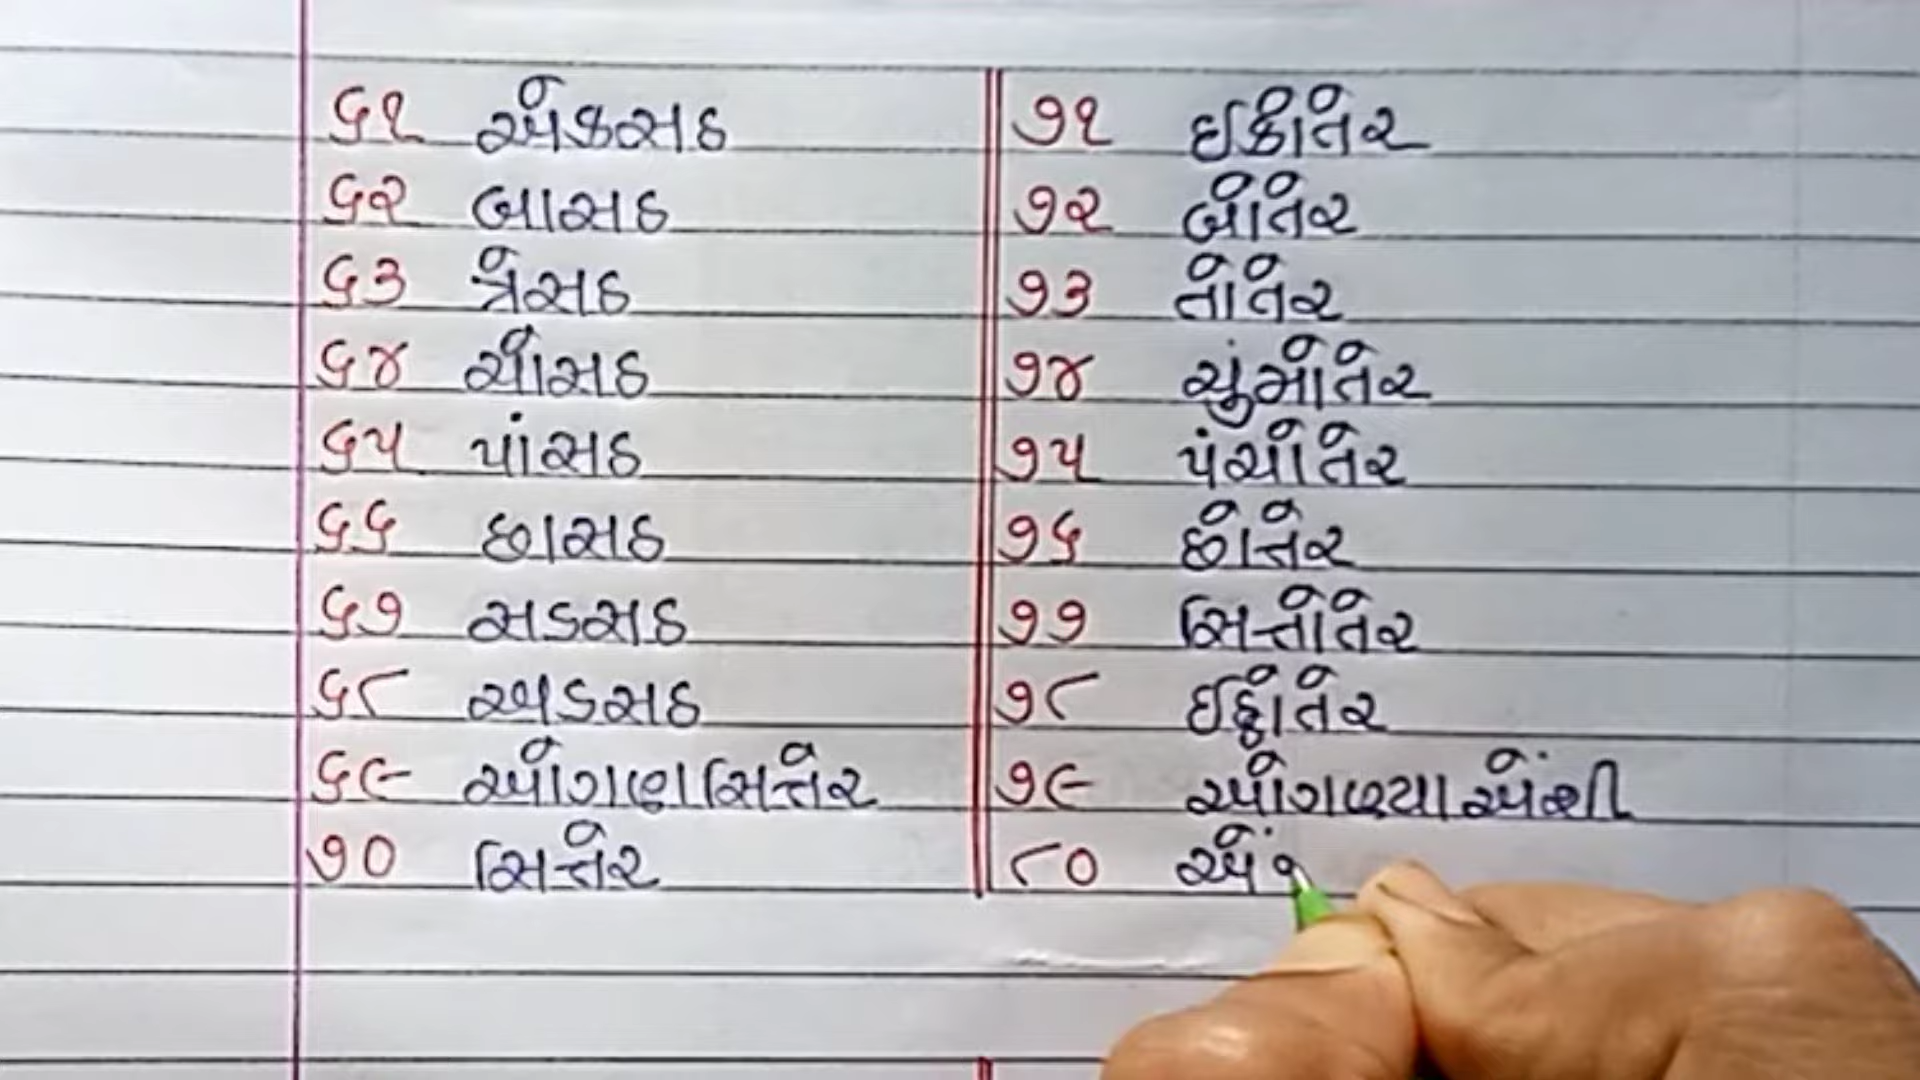 ૬૧ એકસઠ
૬૨ બાસઠ
૬૩ ત્રેસઠ
૬૪ ચોસઠ
૬૫ પાંસઠ
૬૬ છાસઠ
૬૭ સડસઠ
૬૮ અડસઠ
૬૯ ઓગણસિત્તેર
૭૦ સિત્તેર
૭૧ ઇકોતેર
૭૨ બોતેર
૭૩ તોતેર
૭૪ ચુંમોતેર
૭૫ પંચોતેર
૭૬ છોતેર
૭૭ સિત્તોતેર
૭૮ ઇઠ્ઠોતેર
૭૯ ઓગણ્યાએંશી
૮૦ એં